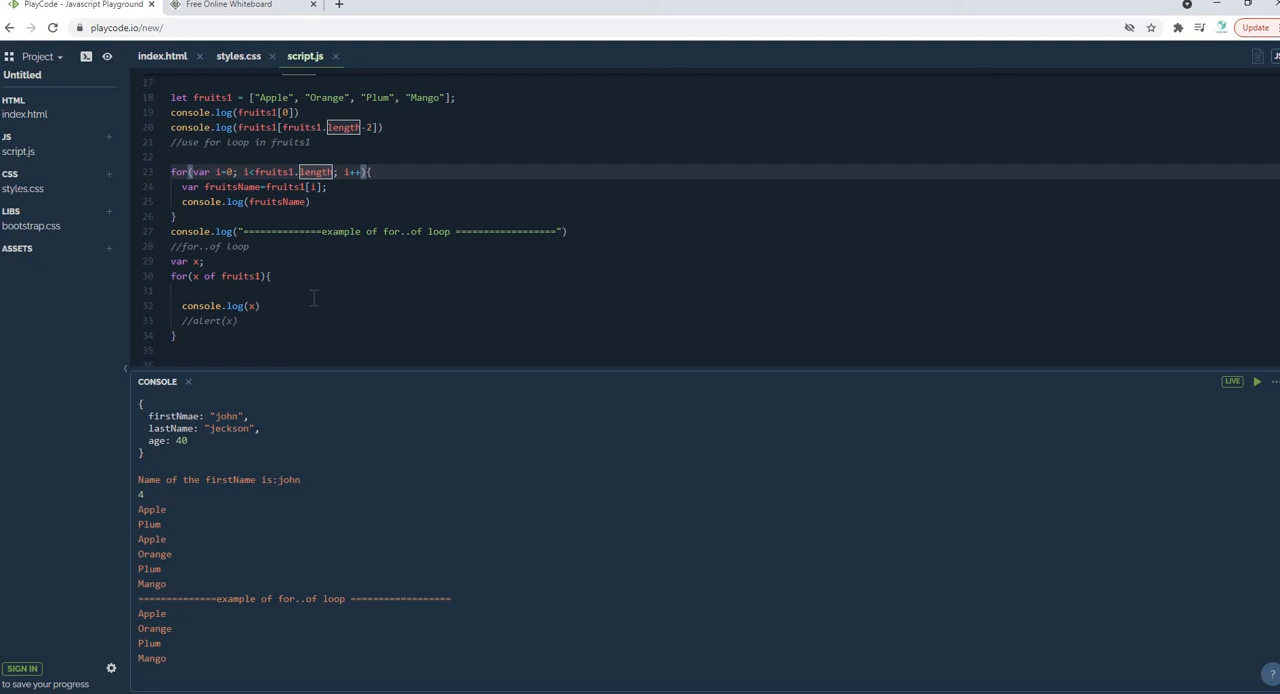 PlayCode - Javascript Playground
Free Online Whiteboard
playcode.io/new/
Update
Project
index.html
styles.css
script.js
JS
Untitled
HTML
index.html
JS
script.js
CSS
styles.css
LIBS
bootstrap.css
ASSETS
17
18 let fruits1 = ["Apple", "Orange", "Plum", "Mango"];
19 console.log(fruits1[0])
20 console.log(fruits1[fruits1.length-2])
21 //use for loop in fruits1
22
23 for(var i=0; i<fruits1.length; i++){
24 var fruitsName=fruits1[i];
25 console.log(fruitsName)
26 }
27 console.log("==============example of for..of loop ==================")
28 //for..of loop
29 var x;
30 for(x of fruits1){
31
32 console.log(x)
33 //alert(x)
34 }
35
36
CONSOLE
LIVE
{
firstNmae: "john",
lastName: "jeckson",
age: 40
}
Name of the firstName is:john
4
Apple
Plum
Apple
Orange
Plum
Mango
==============example of for..of loop ==================
Apple
Orange
Plum
Mango
SIGN IN
to save your progress
?